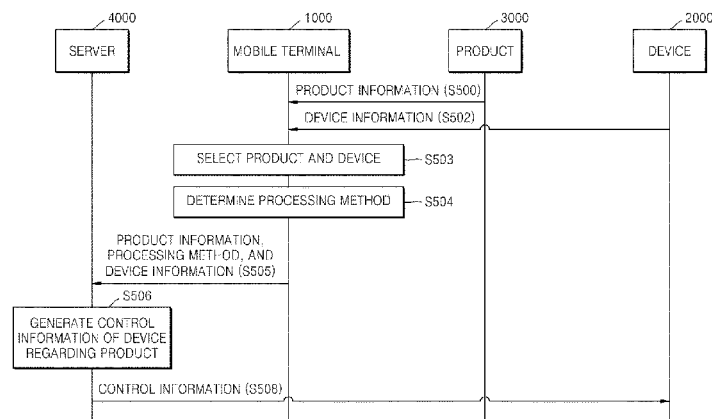 4000
1000
3000
2000
SERVER
MOBILE TERMINAL
PRODUCT
DEVICE
PRODUCT INFORMATION (S500)
DEVICE INFORMATION (S502)
SELECT PRODUCT AND DEVICE
S503
DETERMINE PROCESSING METHOD
S504
PRODUCT INFORMATION,
PROCESSING METHOD, AND
DEVICE INFORMATION (S505)
S506
GENERATE CONTROL
INFORMATION OF DEVICE
REGARDING PRODUCT
CONTROL INFORMATION (S508)